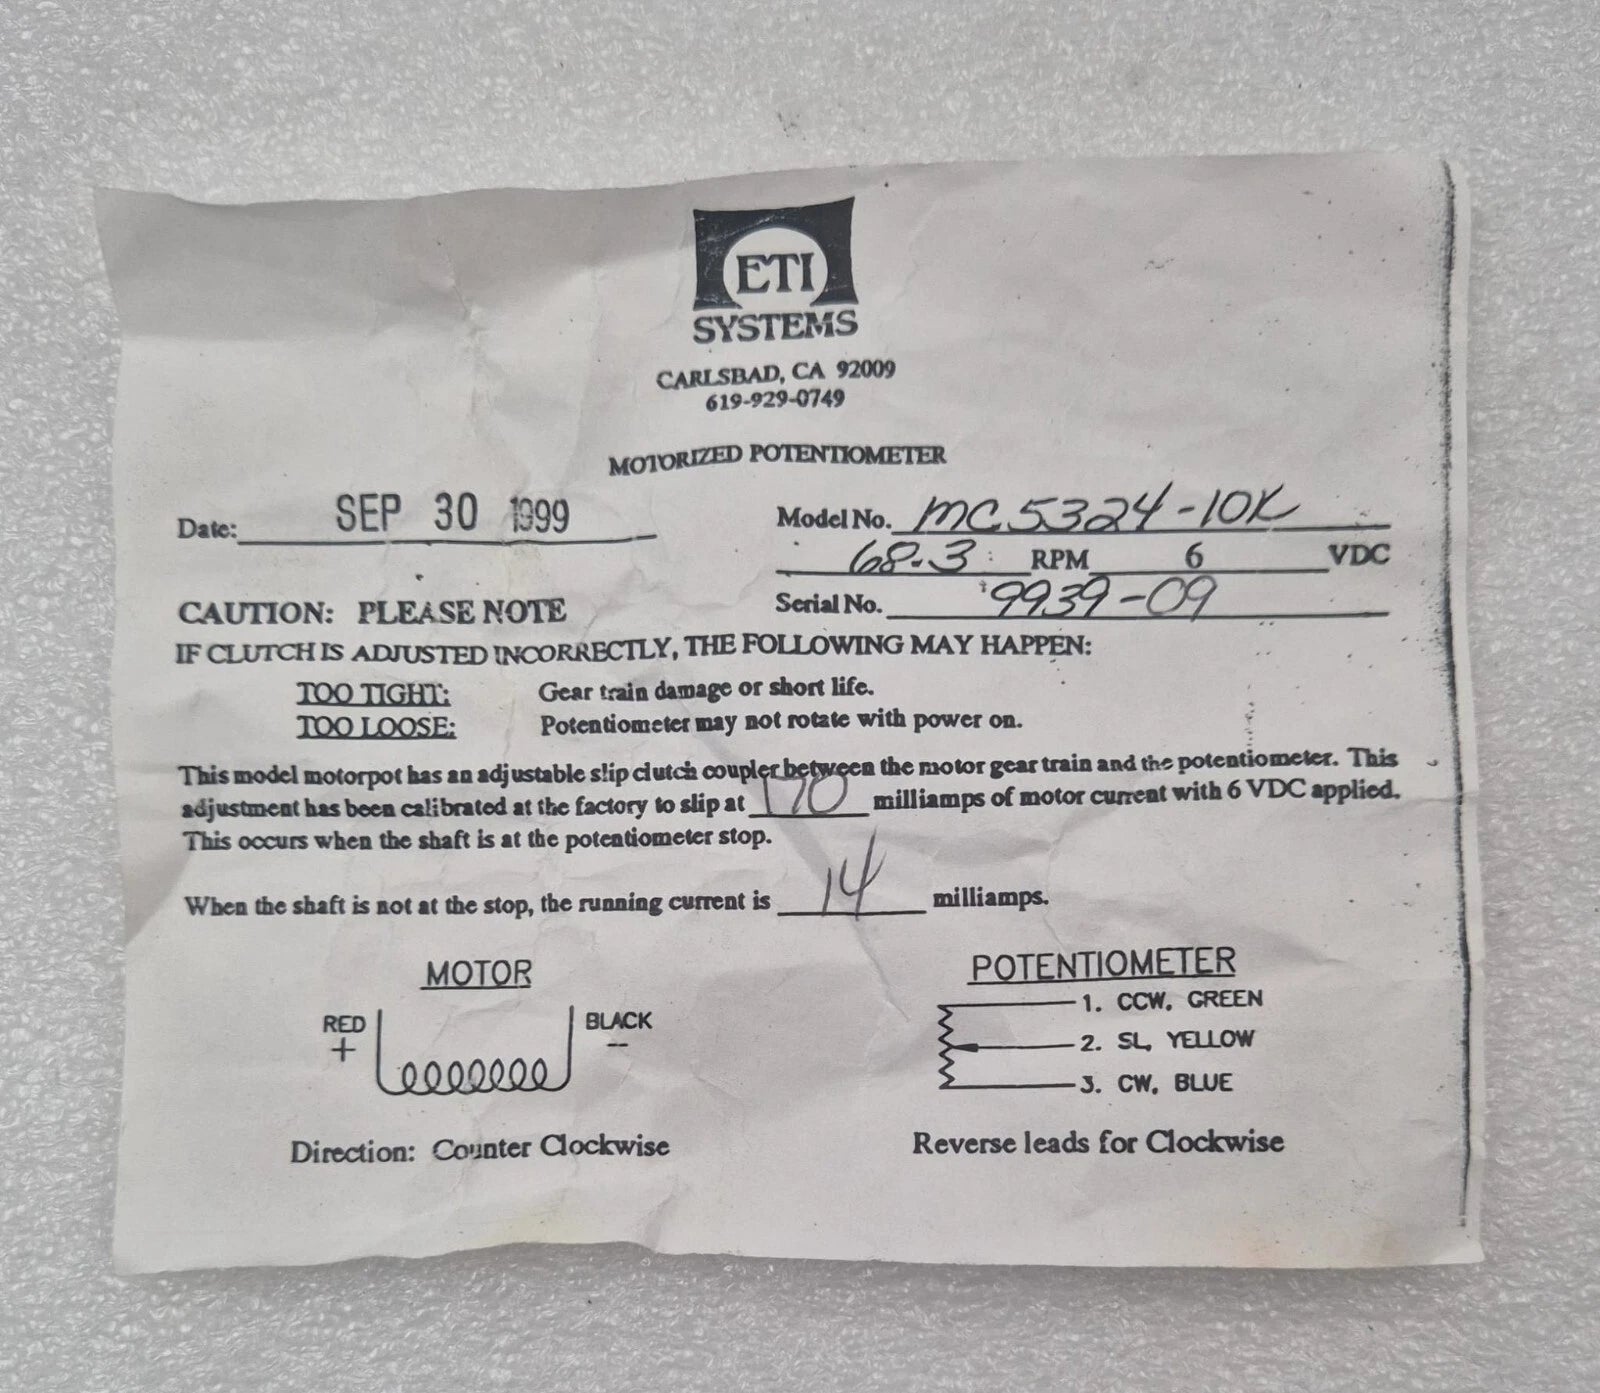 ETI
SYSTEMS
CARLSBAD, CA 92009
619-929-0749
MOTORIZED POTENTIOMETER
Date: SEP 30 1999
Model No. MC5324-10K
68.3 RPM 6 VDC
Serial No. 9939-09
CAUTION: PLEASE NOTE
IF CLUTCH IS ADJUSTED INCORRECTLY, THE FOLLOWING MAY HAPPEN:
TOO TIGHT: Gear train damage or short life.
TOO LOOSE: Potentiometer may not rotate with power on.
This model motorpot has an adjustable slip clutch coupler between the motor gear train and the potentiometer. This
adjustment has been calibrated at the factory to slip at 170 milliamps of motor current with 6 VDC applied.
This occurs when the shaft is at the potentiometer stop.
When the shaft is not at the stop, the running current is 14 milliamps.
MOTOR
RED
+
BLACK
-
Direction: Counter Clockwise
POTENTIOMETER
1. CCW, GREEN
2. SL, YELLOW
3. CW, BLUE
Reverse leads for Clockwise